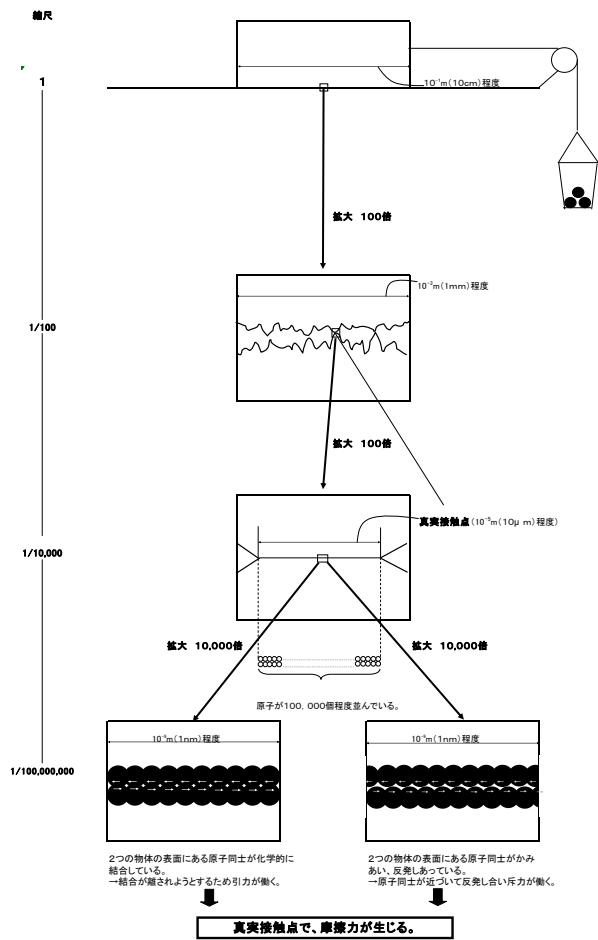 縮尺
1
10⁻¹m(10cm)程度
拡大 100倍
10⁻³m(1mm)程度
1/100
拡大 100倍
真実接触点(10⁻⁵m(10μm)程度)
1/10,000
拡大 10,000倍
拡大 10,000倍
原子が100,000個程度並んでいる。
10⁻⁹m(1nm)程度
10⁻⁹m(1nm)程度
1/100,000,000
2つの物体の表面にある原子同士が化学的に
結合している。
→結合が離されようとするため引力が働く。
2つの物体の表面にある原子同士がかみ
あい、反発しあっている。
→原子同士が近づいて反発し合い斥力が働く。
真実接触点で、摩擦力が生じる。